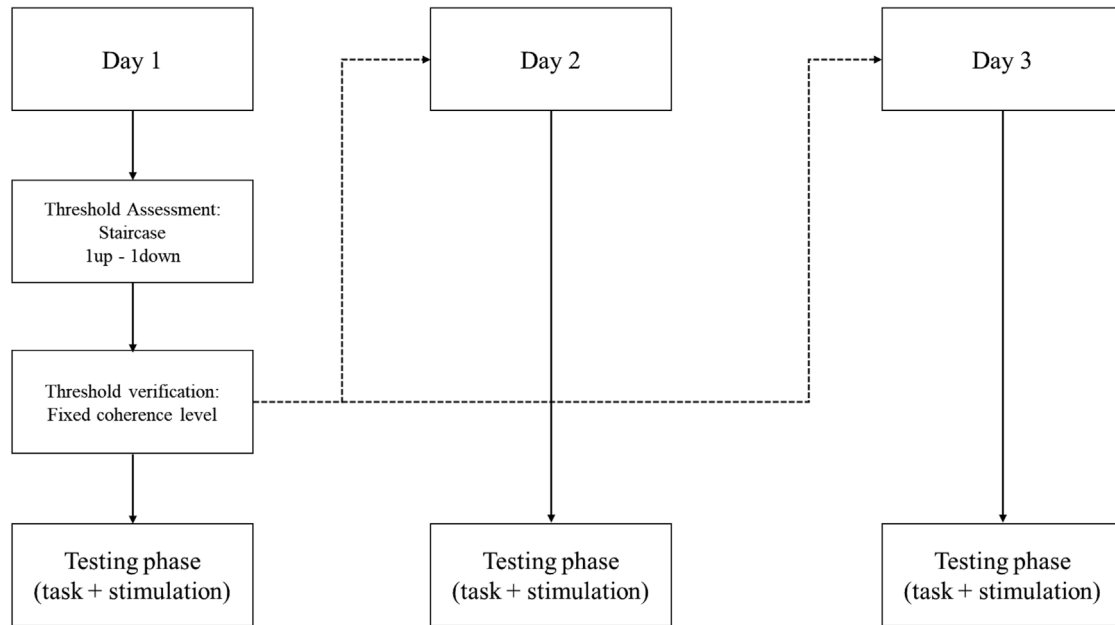 Day 1
Day 2
Day 3
Threshold Assessment:
Staircase
1up - 1down
Threshold verification:
Fixed coherence level
Testing phase
(task + stimulation)
Testing phase
(task + stimulation)
Testing phase
(task + stimulation)